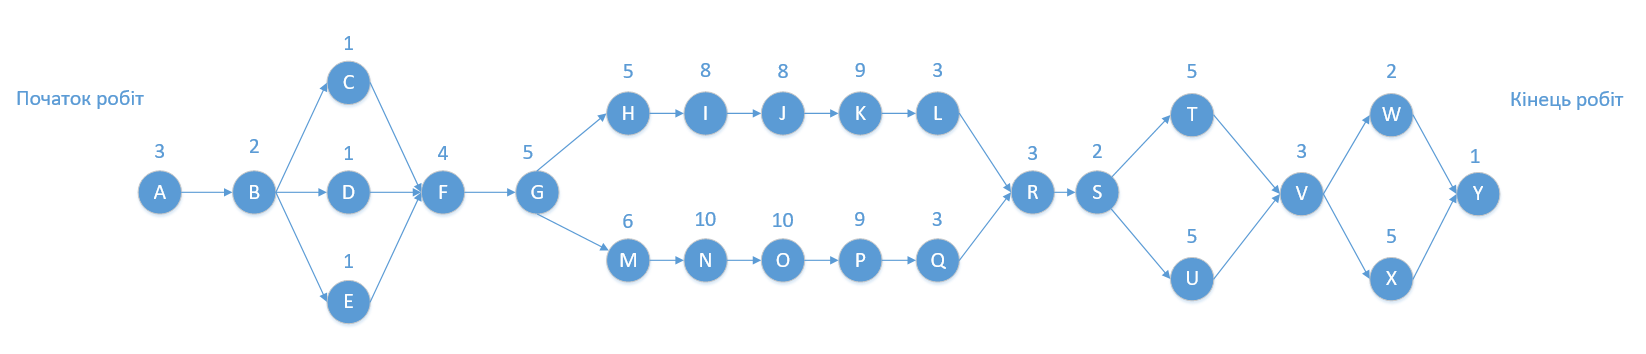 Початок робіт
Кінець робіт
1
C
5
H
8
I
8
J
9
K
3
L
5
T
2
W
3
A
2
B
1
D
4
F
5
G
3
R
2
S
3
V
1
Y
1
E
6
M
10
N
10
O
9
P
3
Q
5
U
5
X